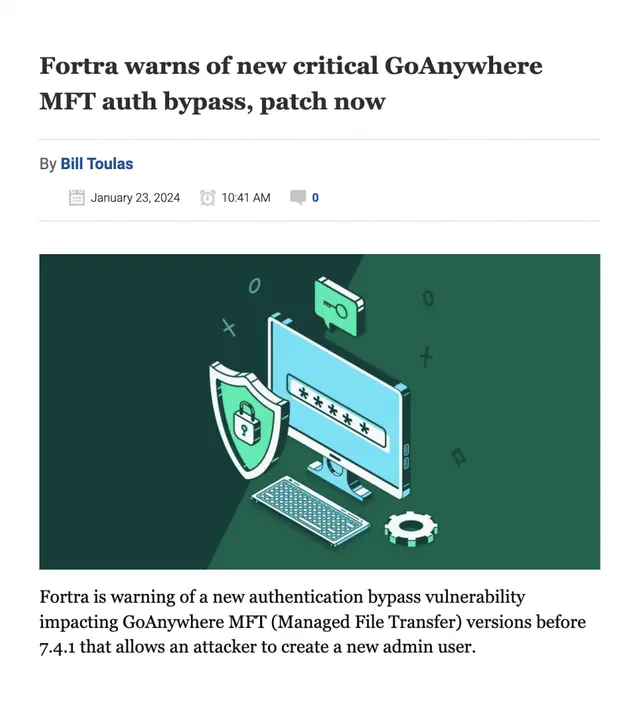 Fortra warns of new critical GoAnywhere
MFT auth bypass, patch now
By Bill Toulas
January 23, 2024 10:41 AM 0
*****
Fortra is warning of a new authentication bypass vulnerability
impacting GoAnywhere MFT (Managed File Transfer) versions before
7.4.1 that allows an attacker to create a new admin user.